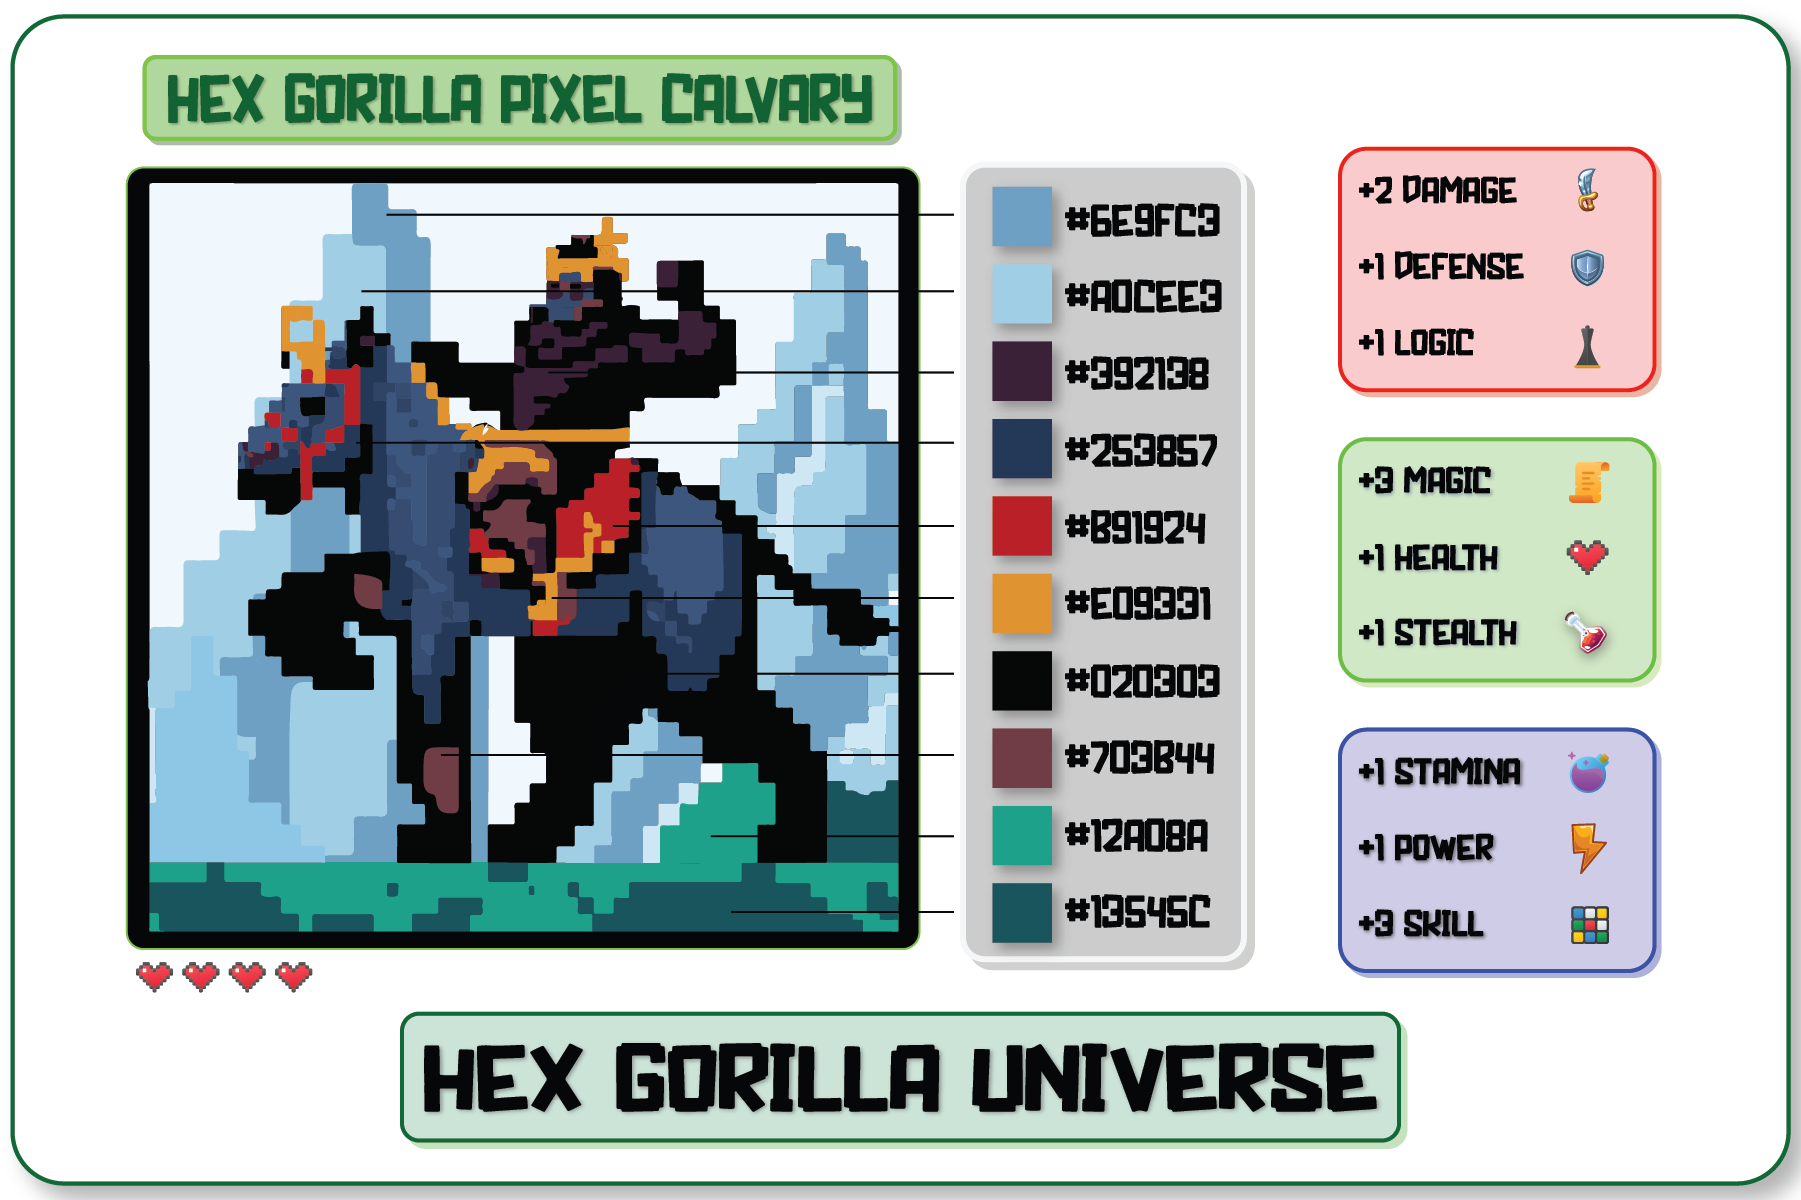 HEX GORILLA PIXEL CALVARY
#6E9FC3
#A0CEE3
#392138
#253857
#B91924
#E09331
#020303
#703B44
#12A08A
#13545C
+2 DAMAGE
+1 DEFENSE
+1 LOGIC
+3 MAGIC
+1 HEALTH
+1 STEALTH
+1 STAMINA
+1 POWER
+3 SKILL
HEX GORILLA UNIVERSE